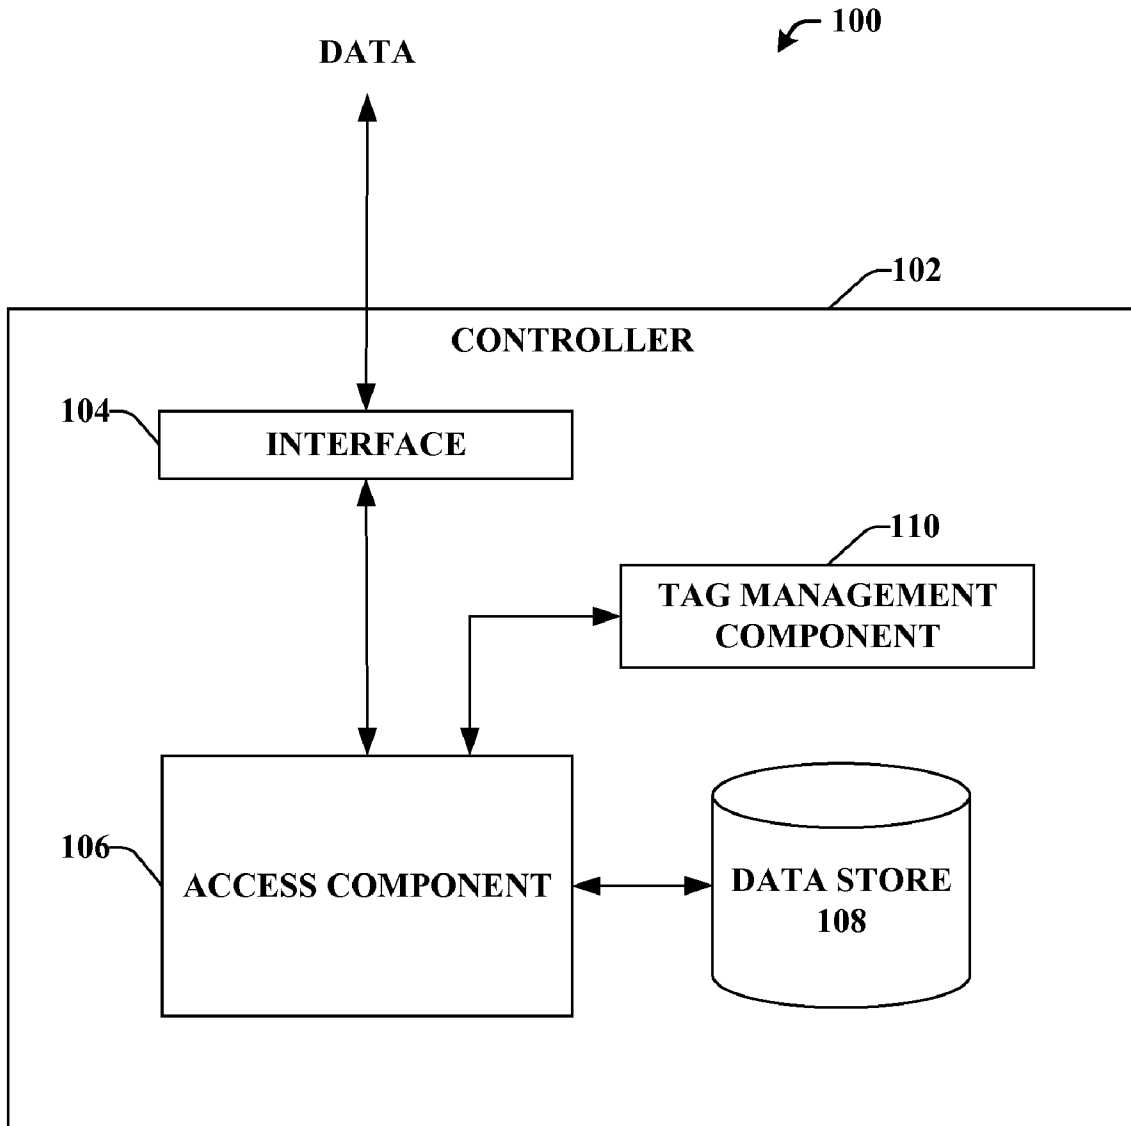 100
DATA
102
CONTROLLER
104
INTERFACE
110
TAG MANAGEMENT
COMPONENT
106
ACCESS COMPONENT
DATA STORE
108